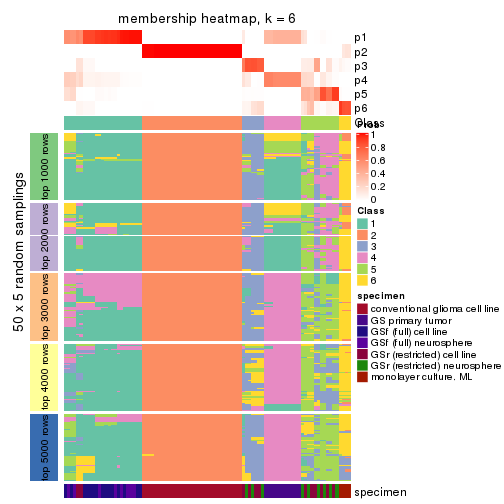 membership heatmap, k = 6
p1
p2
p3
p4
p5
p6
Class
1
0.8
0.6
0.4
0.2
0
Class
1
2
3
4
5
6
specimen
conventional glioma cell line
GS primary tumor
GSf (full) cell line
GSf (full) neurosphere
GSr (restricted) cell line
GSr (restricted) neurosphere
monolayer culture. ML
50 x 5 random samplings
top 1000 rows
top 2000 rows
top 3000 rows
top 4000 rows
top 5000 rows
specimen